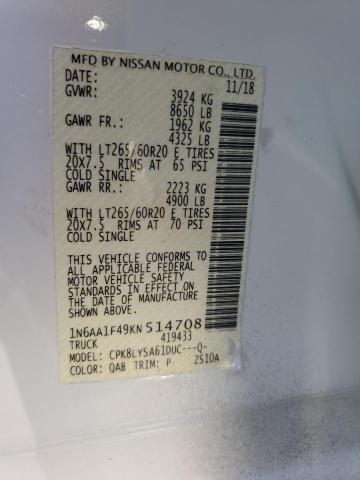 MFD BY NISSAN MOTOR CO., LTD.
DATE: 11/18
GVWR: 3924 KG
8650 LB
GAWR FR.: 1962 KG
4325 LB
WITH LT265/60R20 E TIRES
20X7.5 RIMS AT 65 PSI
COLD SINGLE
GAWR RR.: 2223 KG
4900 LB
WITH LT265/60R20 E TIRES
20X7.5 RIMS AT 70 PSI
COLD SINGLE
THIS VEHICLE CONFORMS TO
ALL APPLICABLE FEDERAL
MOTOR VEHICLE SAFETY
STANDARDS IN EFFECT ON
THE DATE OF MANUFACTURE
SHOWN ABOVE.
1N6AA1F49KN514708
TRUCK 419433
MODEL: CPK8LYSA61DUC---Q-
COLOR: QAB TRIM: P 2S10A